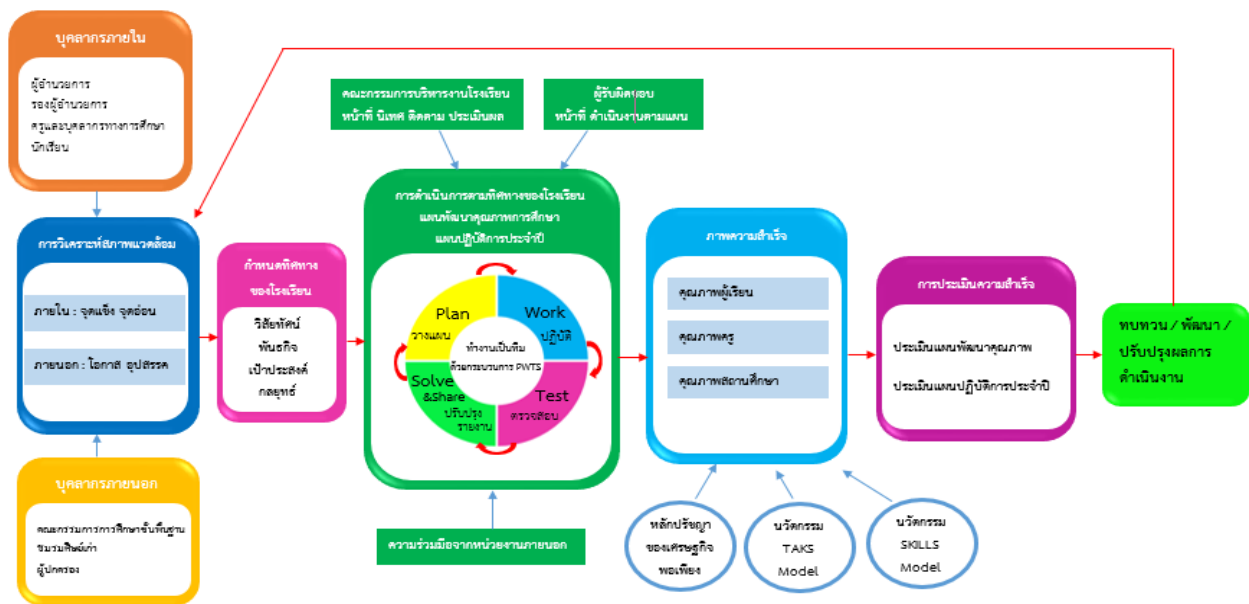 บุคลากรภายใน
ผู้อำนวยการ
รองผู้อำนวยการ
ครูและบุคลากรทางการศึกษา
นักเรียน
การวิเคราะห์สภาพแวดล้อม
ภายใน : จุดแข็ง จุดอ่อน
ภายนอก : โอกาส อุปสรรค
บุคลากรภายนอก
คณะกรรมการการศึกษาขั้นพื้นฐาน
ชมรมศิษย์เก่า
ผู้ปกครอง
กำหนดทิศทาง
ของโรงเรียน
วิสัยทัศน์
พันธกิจ
เป้าประสงค์
กลยุทธ์
คณะกรรมการบริหารงานโรงเรียน
หน้าที่ นิเทศ ติดตาม ประเมินผล
ผู้รับผิดชอบ
หน้าที่ ดำเนินงานตามแผน
การดำเนินการตามทิศทางของโรงเรียน
แผนพัฒนาคุณภาพการศึกษา
แผนปฏิบัติการประจำปี
Plan
วางแผน
Work
ปฏิบัติ
ทำงานเป็นทีม
ด้วยกระบวนการ PWTS
Solve
&Share
ปรับปรุง
รายงาน
Test
ตรวจสอบ
ความร่วมมือจากหน่วยงานภายนอก
ภาพความสำเร็จ
คุณภาพผู้เรียน
คุณภาพครู
คุณภาพสถานศึกษา
หลักปรัชญา
ของเศรษฐกิจ
พอเพียง
นวัตกรรม
TAKS
Model
นวัตกรรม
SKILLS
Model
การประเมินความสำเร็จ
ประเมินแผนพัฒนาคุณภาพ
ประเมินแผนปฏิบัติการประจำปี
ทบทวน / พัฒนา /
ปรับปรุงผลการ
ดำเนินงาน